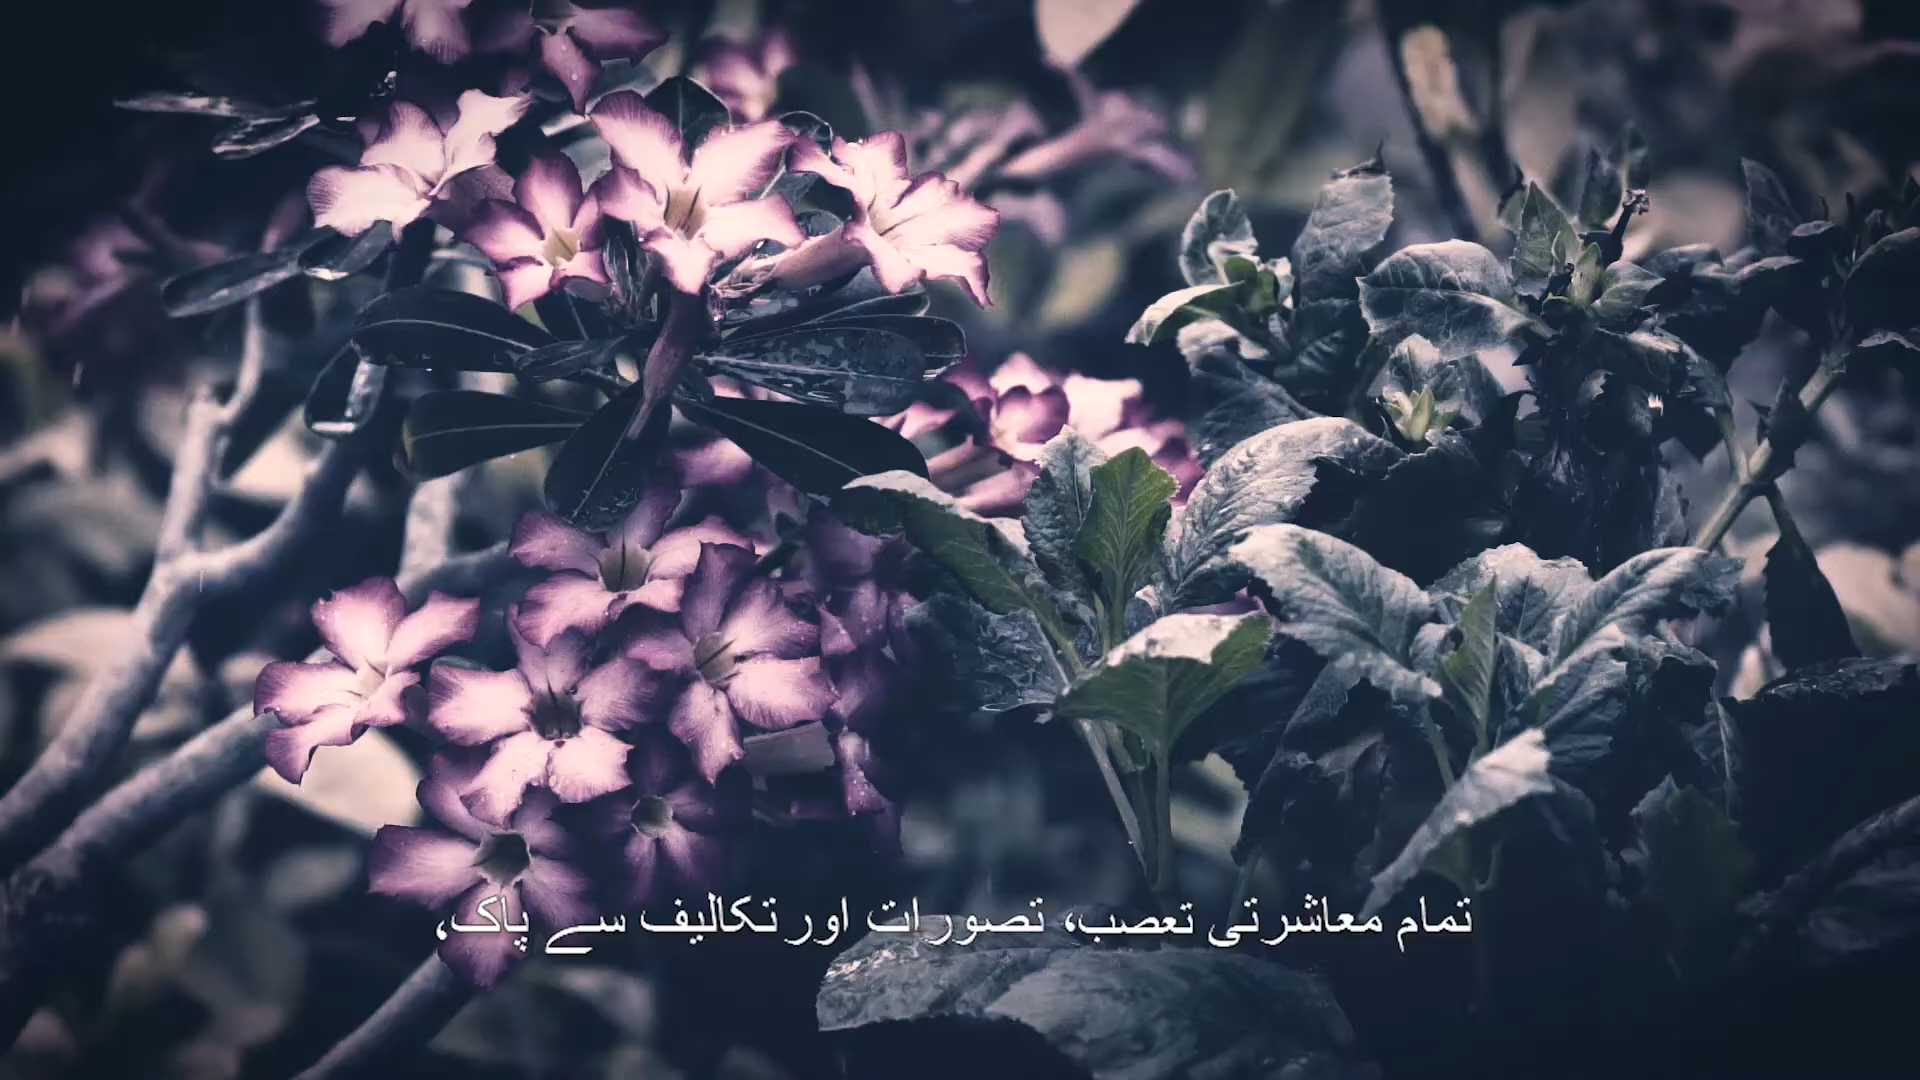 تمام معاشرتی تعصب، تصورات اور تکالیف سے پاک،